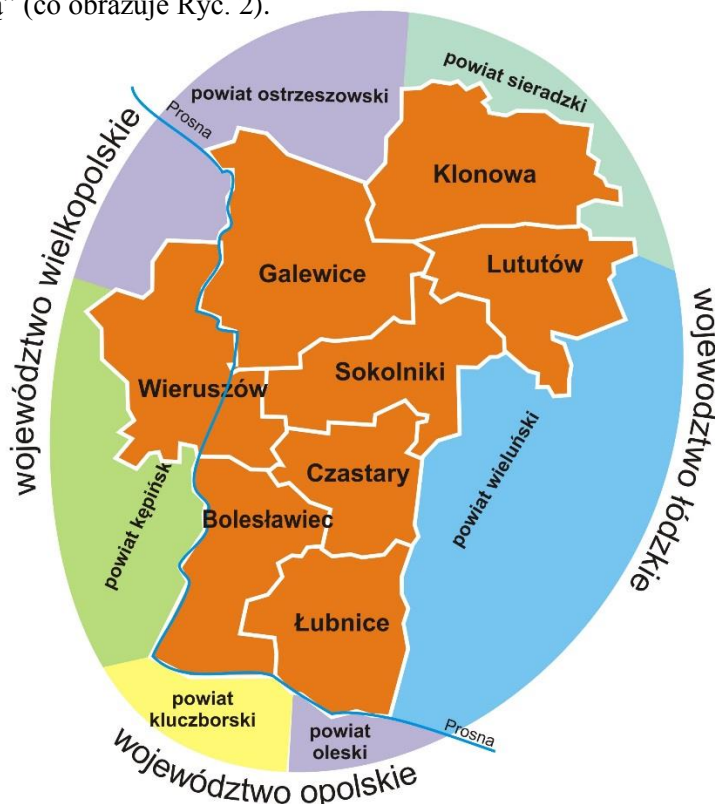 ą” (co obrazuje Ryc. 2).
powiat sieradzki
powiat ostrzeszowski
Prosna
Klonowa
województwo wielkopolskie
Galewice
Lututów
Sokolniki
Wieruszów
województwo łódzkie
powiat wieluński
Czastary
powiat kępińsk
Bolesławiec
Łubnice
powiat
kluczborski
powiat
oleski
Prosna
województwo opolskie